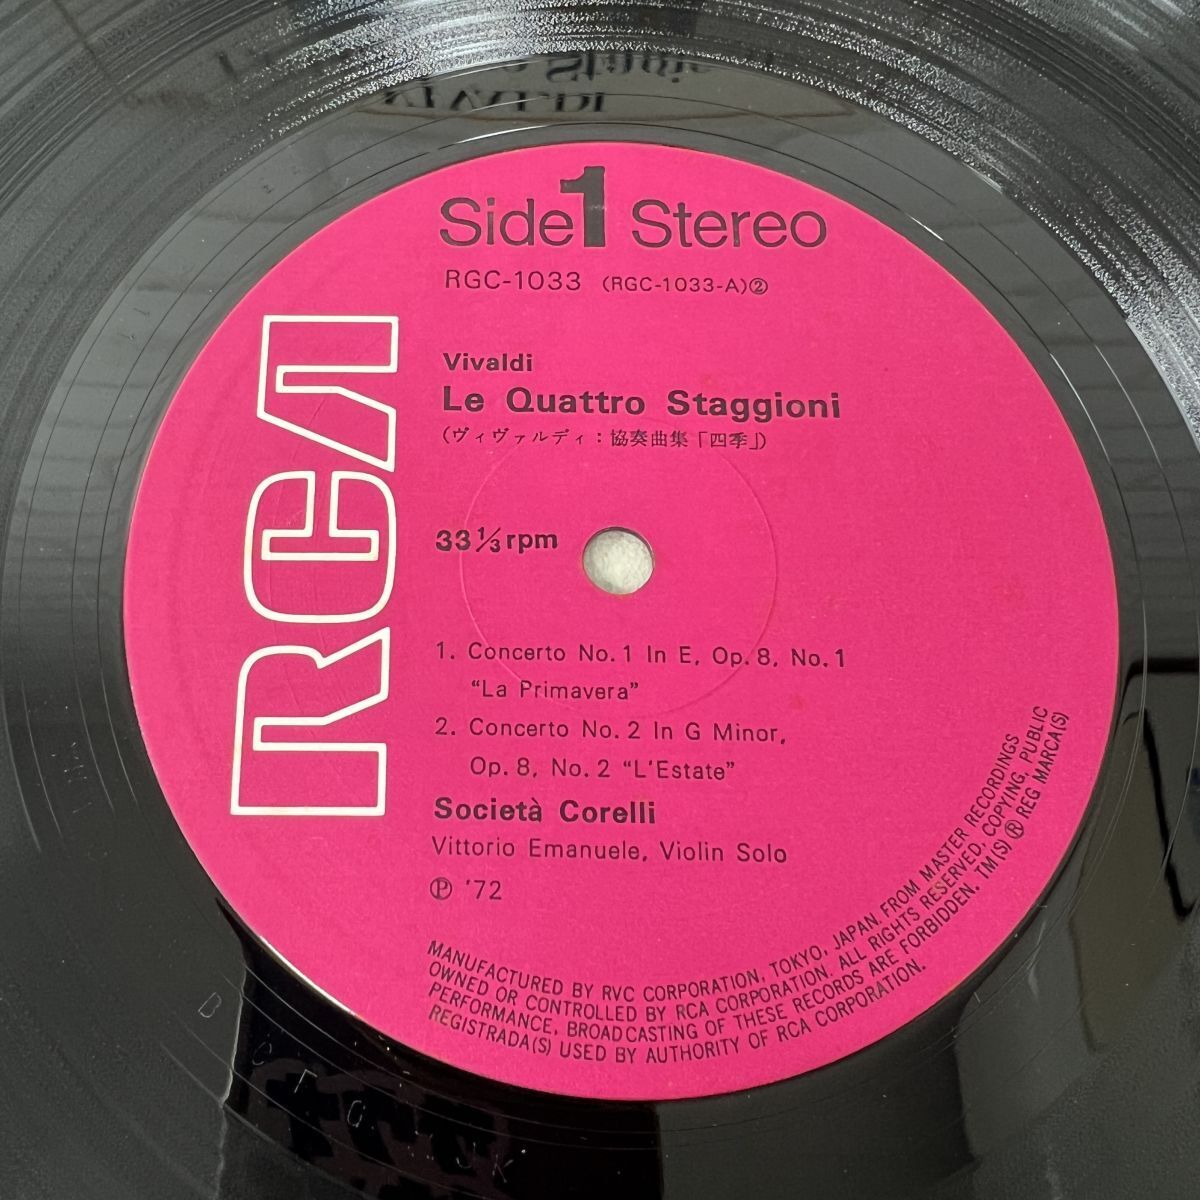 Side 1 Stereo
RGC-1033 (RGC-1033-A)②
Vivaldi
Le Quattro Staggioni
(ヴィヴァルディ：協奏曲集「四季」)
RCA
33⅓rpm
1. Concerto No.1 In E, Op.8, No.1
“La Primavera”
2. Concerto No.2 In G Minor,
Op.8, No.2 “L'Estate”
Società Corelli
Vittorio Emanuele, Violin Solo
Ⓟ '72
MANUFACTURED BY RVC CORPORATION, TOKYO, JAPAN, FROM MASTER RECORDINGS
OWNED OR CONTROLLED BY RCA CORPORATION. ALL RIGHTS RESERVED, COPYING, PUBLIC
PERFORMANCE, BROADCASTING OF THESE RECORDS ARE FORBIDDEN, TM(S) ® REG MARCA(S)
REGISTRADA(S) USED BY AUTHORITY OF RCA CORPORATION.